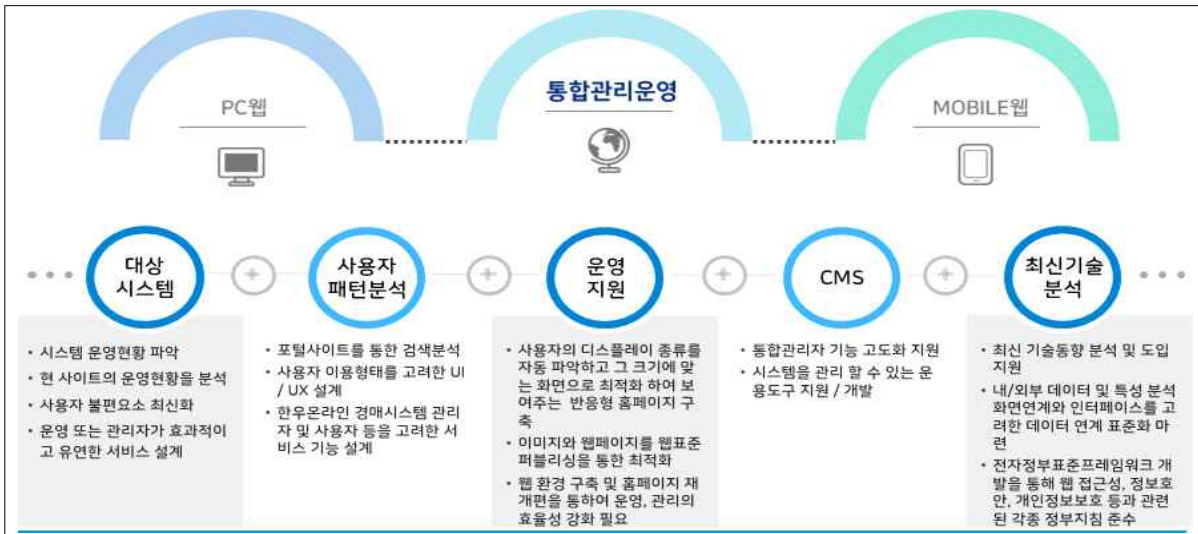 PC웹
통합관리운영
MOBILE웹
대상
시스템
사용자
패턴분석
운영
지원
CMS
최신기술
분석
• 시스템 운영현황 파악
• 현 사이트의 운영현황을 분석
• 사용자 불편요소 최신화
• 운영 또는 관리자가 효과적이
고 유연한 서비스 설계
• 포털사이트를 통한 검색분석
• 사용자 이용형태를 고려한 UI
/ UX 설계
• 한우온라인 경매시스템 관리
자 및 사용자 등을 고려한 서
비스 기능 설계
• 사용자의 디스플레이 종류를
자동 파악하고 그 크기에 맞
는 화면으로 최적화 하여 보
여주는 반응형 홈페이지 구
축
• 이미지와 웹페이지를 웹표준
퍼블리싱을 통한 최적화
• 웹 환경 구축 및 홈페이지 재
개편을 통하여 운영, 관리의
효율성 강화 필요
• 통합관리자 기능 고도화 지원
• 시스템을 관리 할 수 있는 운
용도구 지원 / 개발
• 최신 기술동향 분석 및 도입
지원
• 내/외부 데이터 및 특성 분석
화면연계와 인터페이스를 고
려한 데이터 연계 표준화 마
련
• 전자정부표준프레임워크 개
발을 통해 웹 접근성, 정보보
안, 개인정보보호 등과 관련
된 각종 정부지침 준수